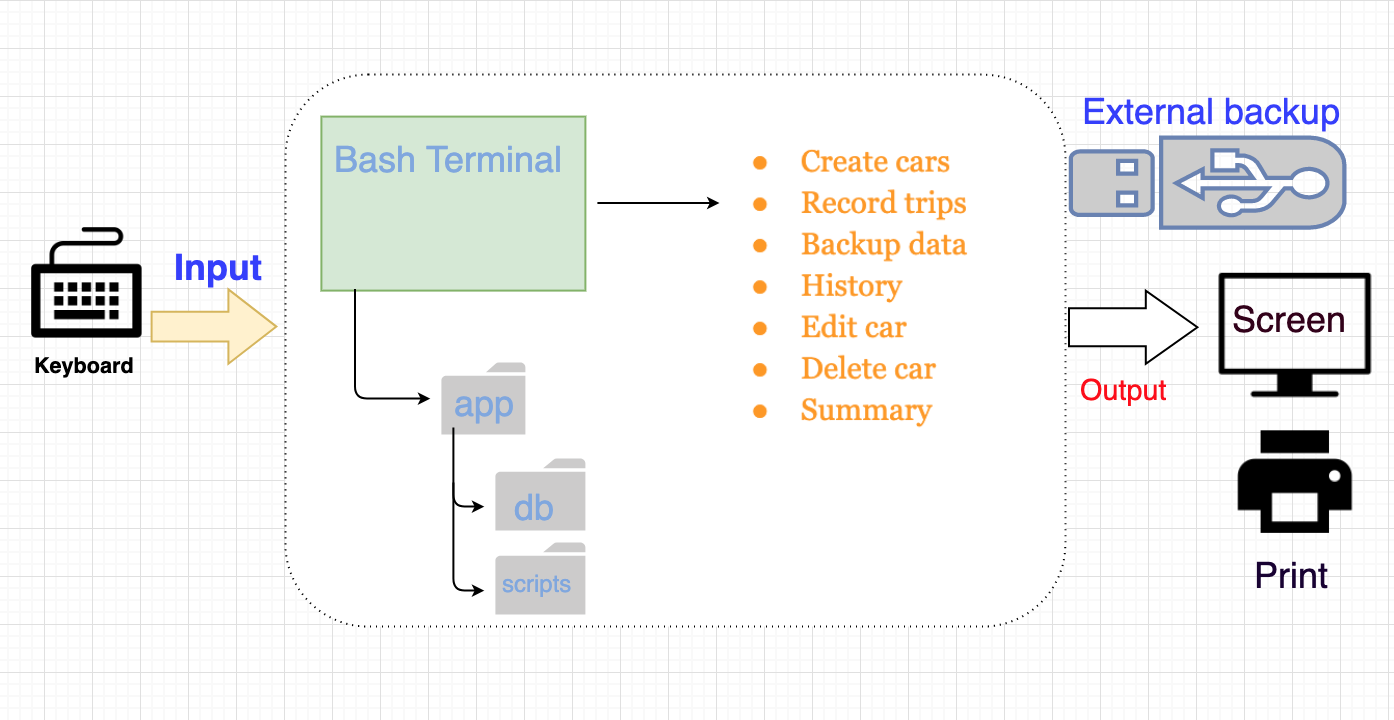 External backup
Bash Terminal
Create cars
Record trips
Backup data
History
Edit car
Delete car
Summary
Input
Keyboard
Screen
Output
app
db
scripts
Print